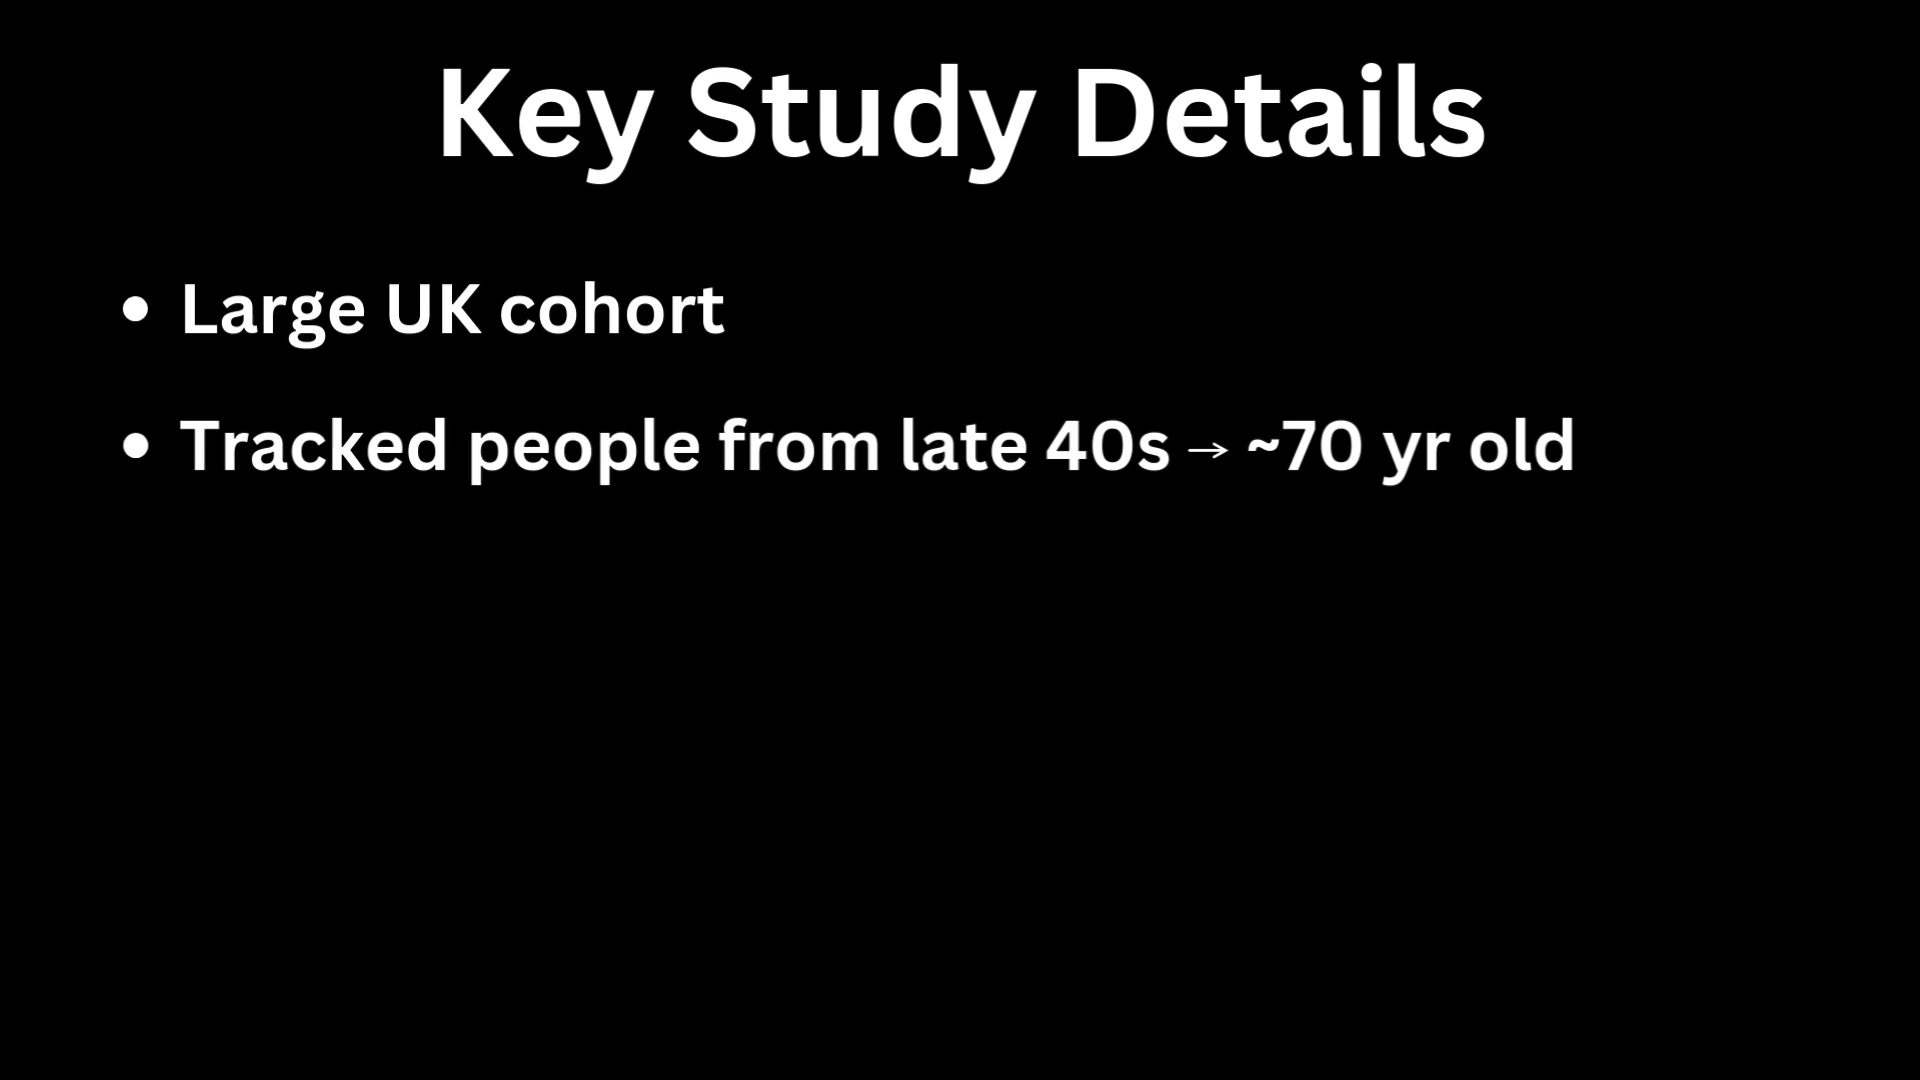 Key Study Details
• Large UK cohort
• Tracked people from late 40s → ~70 yr old